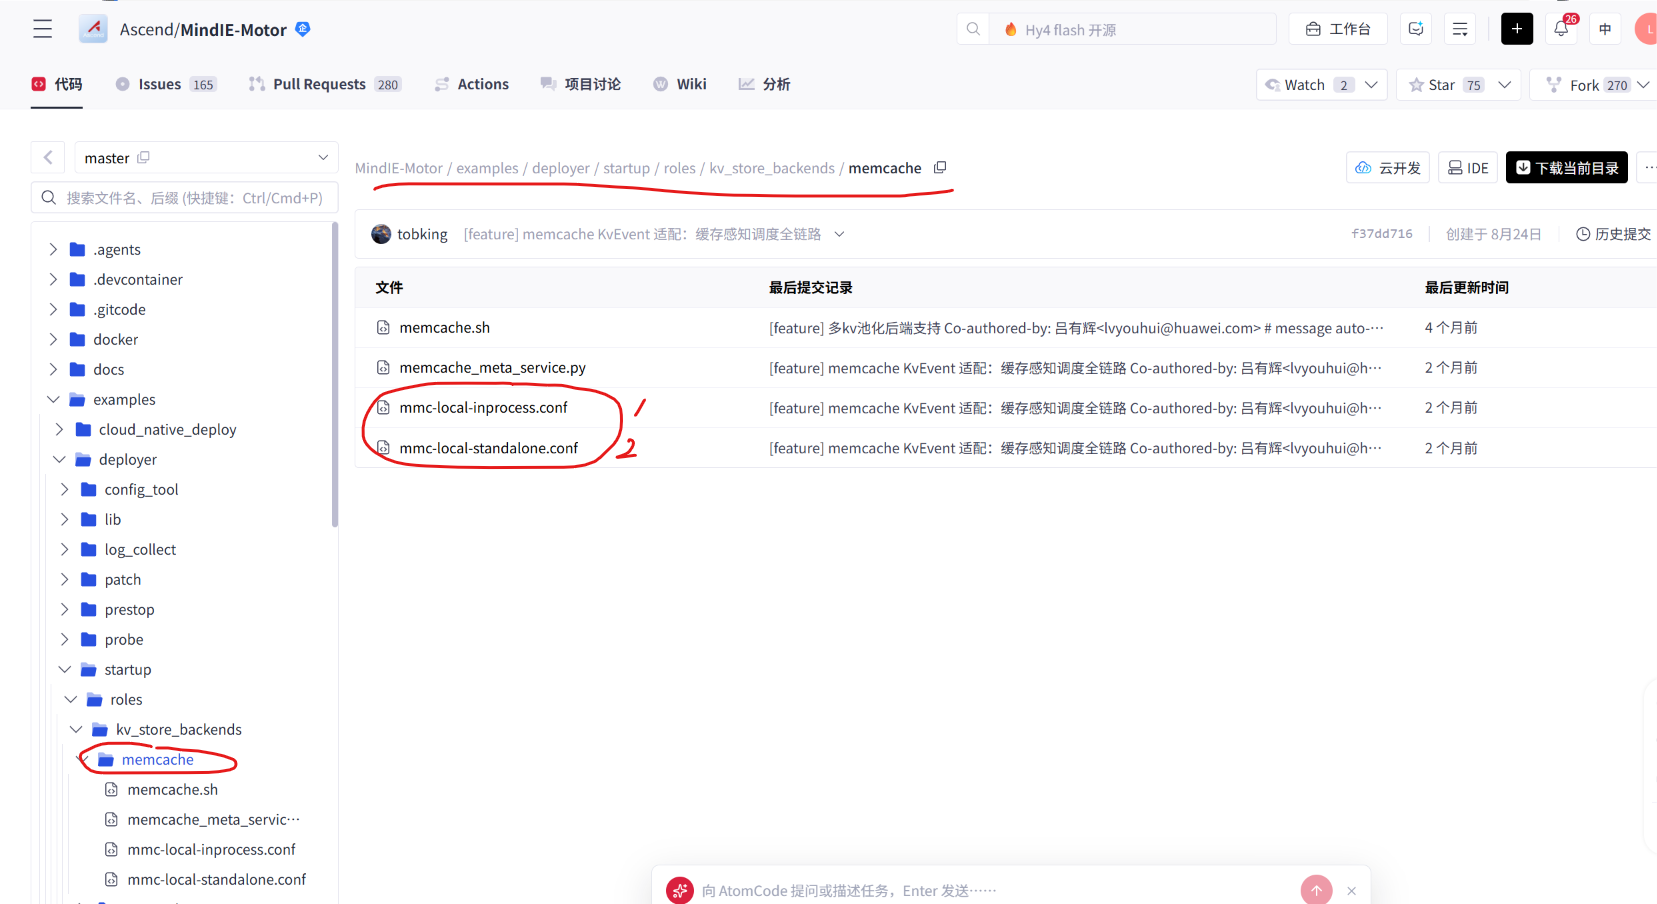 Ascend/MindIE-Motor
Hy4 flash 开源
工作台
26
中
L
代码
Issues 165
Pull Requests 280
Actions
项目讨论
Wiki
分析
Watch 2
Star 75
Fork 270
master
搜索文件名、后缀 (快捷键：Ctrl/Cmd+P)
MindIE-Motor / examples / deployer / startup / roles / kv_store_backends / memcache
云开发
IDE
下载当前目录
tobking [feature] memcache KvEvent 适配：缓存感知调度全链路
f37dd716
创建于 8月24日
历史提交
文件 最后提交记录 最后更新时间
memcache.sh [feature] 多kv池化后端支持 Co-authored-by: 吕有辉<lvyouhui@huawei.com> # message auto-··· 4 个月前
memcache_meta_service.py [feature] memcache KvEvent 适配：缓存感知调度全链路 Co-authored-by: 吕有辉<lvyouhui@h··· 2 个月前
mmc-local-inprocess.conf [feature] memcache KvEvent 适配：缓存感知调度全链路 Co-authored-by: 吕有辉<lvyouhui@h··· 2 个月前
mmc-local-standalone.conf [feature] memcache KvEvent 适配：缓存感知调度全链路 Co-authored-by: 吕有辉<lvyouhui@h··· 2 个月前
1
2
.agents
.devcontainer
.gitcode
docker
docs
examples
cloud_native_deploy
deployer
config_tool
lib
log_collect
patch
prestop
probe
startup
roles
kv_store_backends
memcache
memcache.sh
memcache_meta_servic···
mmc-local-inprocess.conf
mmc-local-standalone.conf
向 AtomCode 提问或描述任务，Enter 发送······